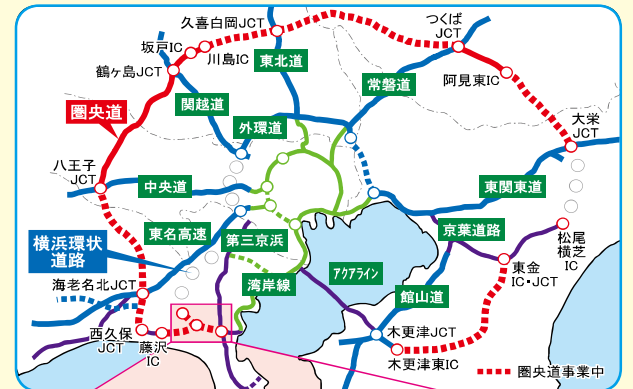 久喜白岡JCT
つくば
JCT
坂戸IC
川島IC
東北道
鶴ヶ島JCT
常磐道
阿見東IC
関越道
圏央道
外環道
大栄
JCT
八王子
JCT
中央道
東関東道
東名高速
第三京浜
京葉道路
横浜環状
道路
松尾
横芝
IC
アクアライン
東金
IC・JCT
海老名北JCT
湾岸線
館山道
西久保
JCT
藤沢
IC
木更津JCT
木更津東IC
圏央道事業中